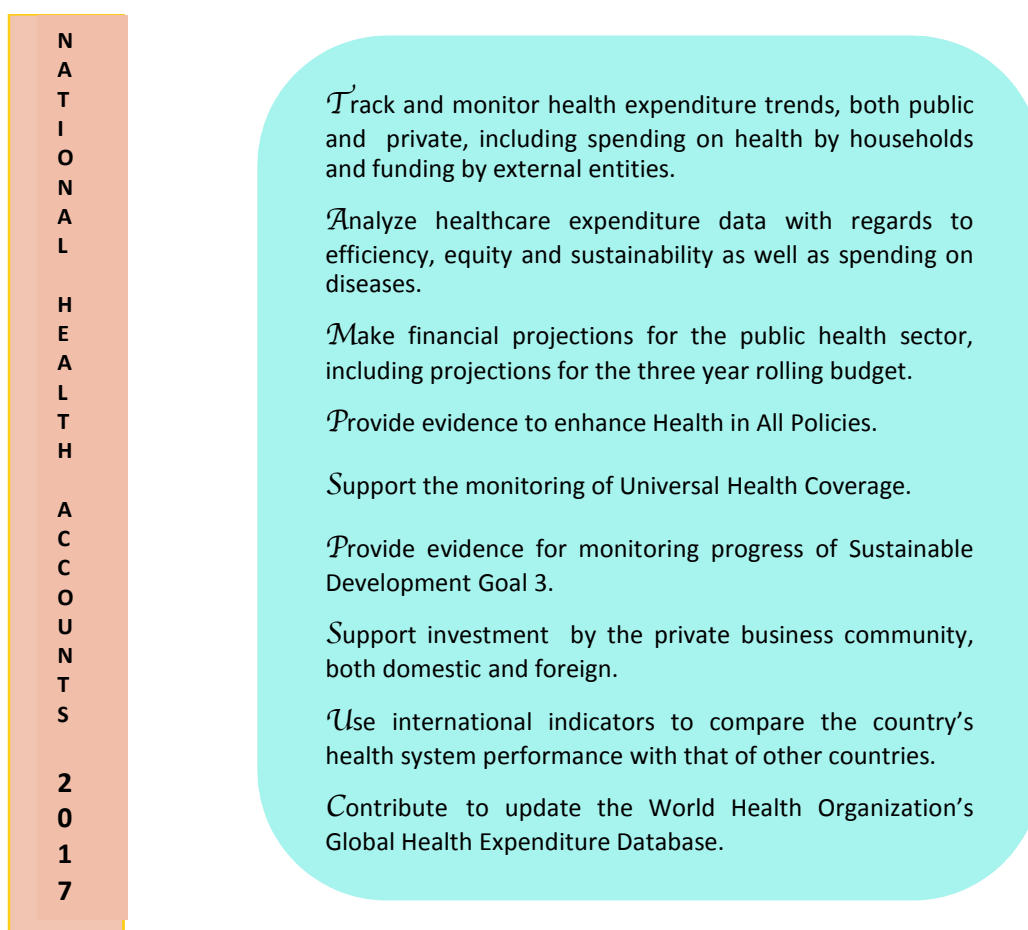 NATIONAL HEALTH ACCOUNTS 2017
Track and monitor health expenditure trends, both public
and private, including spending on health by households
and funding by external entities.
Analyze healthcare expenditure data with regards to
efficiency, equity and sustainability as well as spending on
diseases.
Make financial projections for the public health sector,
including projections for the three year rolling budget.
Provide evidence to enhance Health in All Policies.
Support the monitoring of Universal Health Coverage.
Provide evidence for monitoring progress of Sustainable
Development Goal 3.
Support investment by the private business community,
both domestic and foreign.
Use international indicators to compare the country’s
health system performance with that of other countries.
Contribute to update the World Health Organization’s
Global Health Expenditure Database.